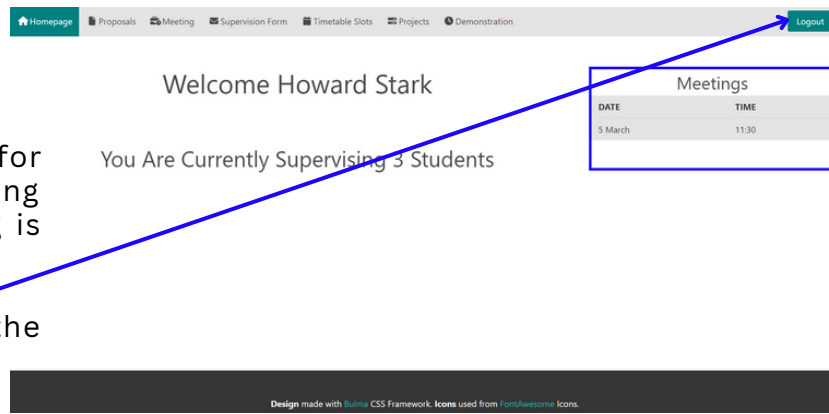 Homepage Proposals Meeting Supervision Form Timetable Slots Projects Demonstration Logout
Welcome Howard Stark
Meetings
DATE TIME
5 March 11:30
for
You Are Currently Supervising 3 Students
ng
is
the
Design made with Bulma CSS Framework. Icons used from FontAwesome Icons.